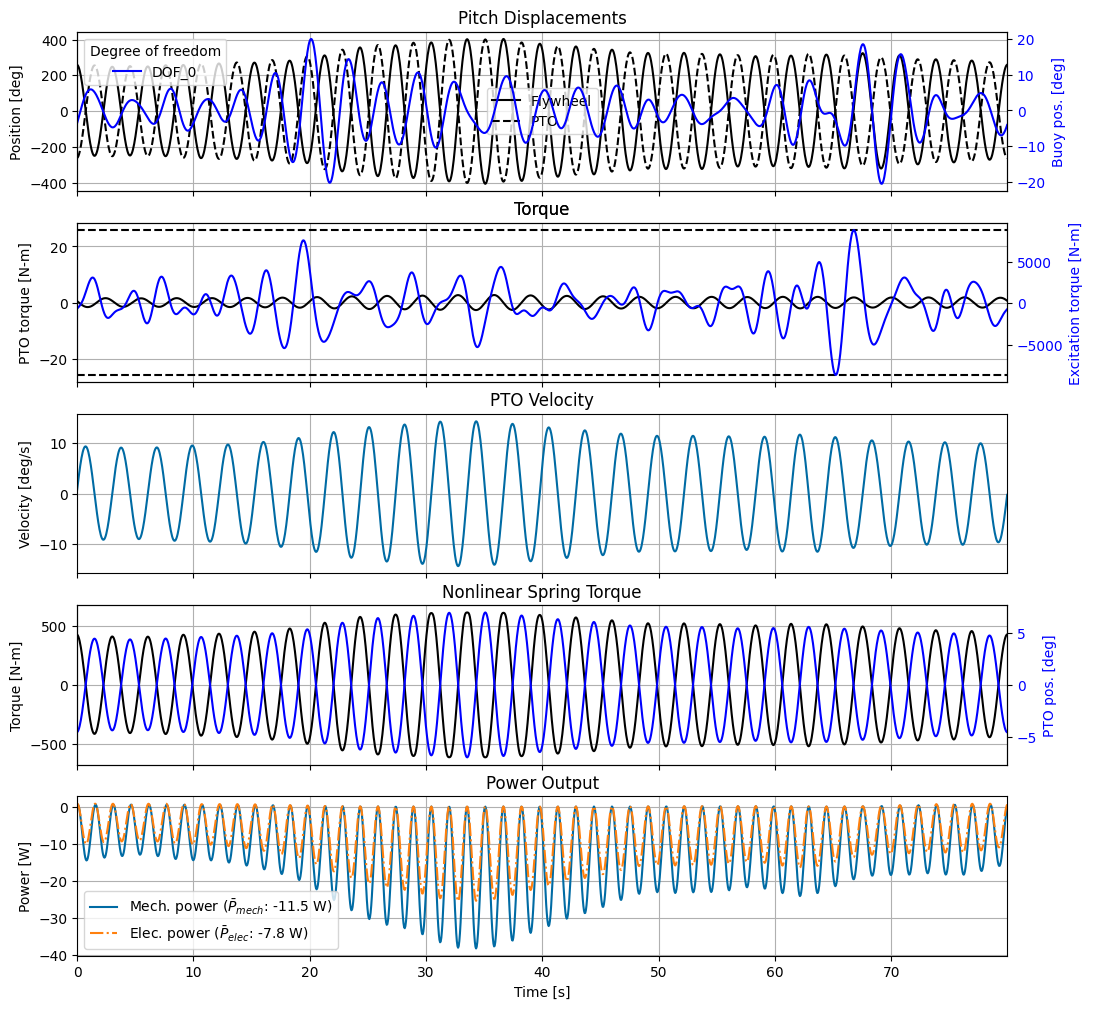 Pitch Displacements
Position [deg]
400
200
0
−200
−400
Degree of freedom
DOF_0
Flywheel
PTO
20
10
0
−10
−20
Buoy pos. [deg]
Torque
PTO torque [N-m]
20
0
−20
5000
0
−5000
Excitation torque [N-m]
PTO Velocity
Velocity [deg/s]
10
0
−10
Nonlinear Spring Torque
Torque [N-m]
500
0
−500
5
0
−5
PTO pos. [deg]
Power Output
Power [W]
0
−10
−20
−30
−40
Mech. power (P̄mech: -11.5 W)
Elec. power (P̄elec: -7.8 W)
0 10 20 30 40 50 60 70
Time [s]